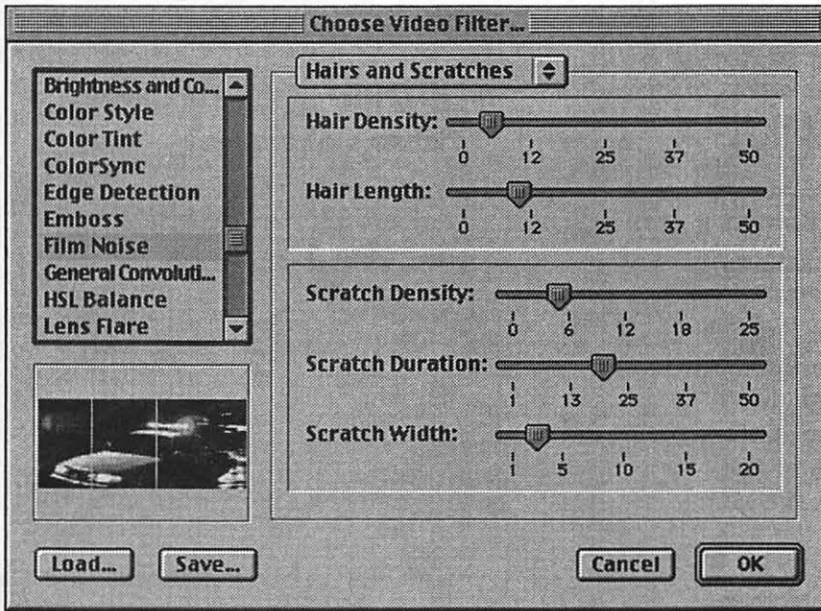 Choose Video Filter...
Brightness and Co...
Color Style
Color Tint
ColorSync
Edge Detection
Emboss
Film Noise
General Convoluti...
HSL Balance
Lens Flare
Hairs and Scratches
Hair Density:
0 12 25 37 50
Hair Length:
0 12 25 37 50
Scratch Density:
0 6 12 18 25
Scratch Duration:
1 13 25 37 50
Scratch Width:
1 5 10 15 20
Load... Save... Cancel OK